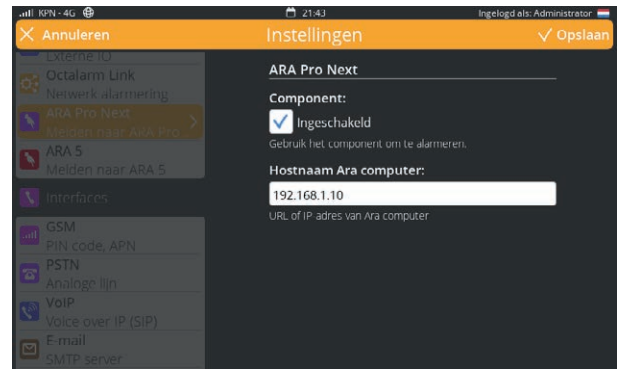 KPN - 4G
21:43
Ingelogd als: Administrator
Annuleren
Instellingen
Opslaan
Externe IO
Octalarm Link
Netwerk alarmering
ARA Pro Next
Melden naar ARA Pro...
ARA 5
Melden naar ARA 5
Interfaces
GSM
PIN code, APN
PSTN
Analoge lijn
VoIP
Voice over IP (SIP)
E-mail
SMTP server
ARA Pro Next
Component:
Ingeschakeld
Gebruik het component om te alarmeren.
Hostnaam Ara computer:
192.168.1.10
URL of IP adres van Ara computer